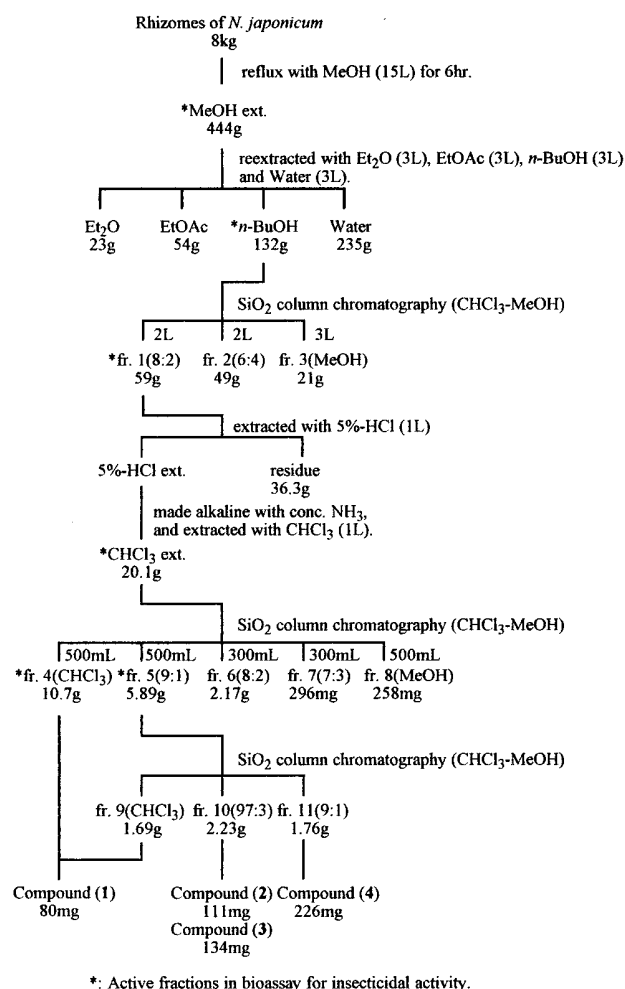 Rhizomes of N. japonicum
8kg
reflux with MeOH (15L) for 6hr.
*MeOH ext.
444g
reextracted with Et2O (3L), EtOAc (3L), n-BuOH (3L)
and Water (3L).
Et2O EtOAc *n-BuOH Water
23g 54g 132g 235g
SiO2 column chromatography (CHCl3-MeOH)
2L 2L 3L
*fr. 1(8:2) fr. 2(6:4) fr. 3(MeOH)
59g 49g 21g
extracted with 5%-HCl (1L)
5%-HCl ext. residue
36.3g
made alkaline with conc. NH3,
and extracted with CHCl3 (1L).
*CHCl3 ext.
20.1g
SiO2 column chromatography (CHCl3-MeOH)
500mL 500mL 300mL 300mL 500mL
*fr. 4(CHCl3) *fr. 5(9:1) fr. 6(8:2) fr. 7(7:3) fr. 8(MeOH)
10.7g 5.89g 2.17g 296mg 258mg
SiO2 column chromatography (CHCl3-MeOH)
fr. 9(CHCl3) fr. 10(97:3) fr. 11(9:1)
1.69g 2.23g 1.76g
Compound (1) Compound (2) Compound (4)
80mg 111mg 226mg
Compound (3)
134mg
*: Active fractions in bioassay for insecticidal activity.